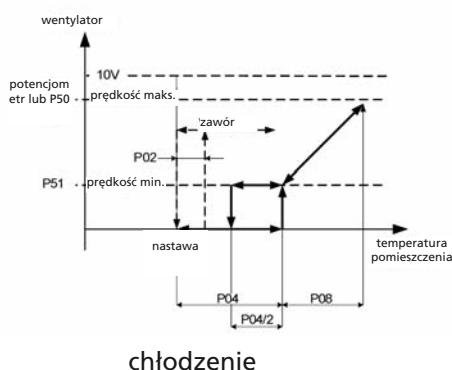 wentylator
10V
potencjom
etr lub P50
prędkość maks.
zawór
P02
P51
prędkość min.
nastawa
temperatura
pomieszczenia
P04
P08
P04/2
chłodzenie